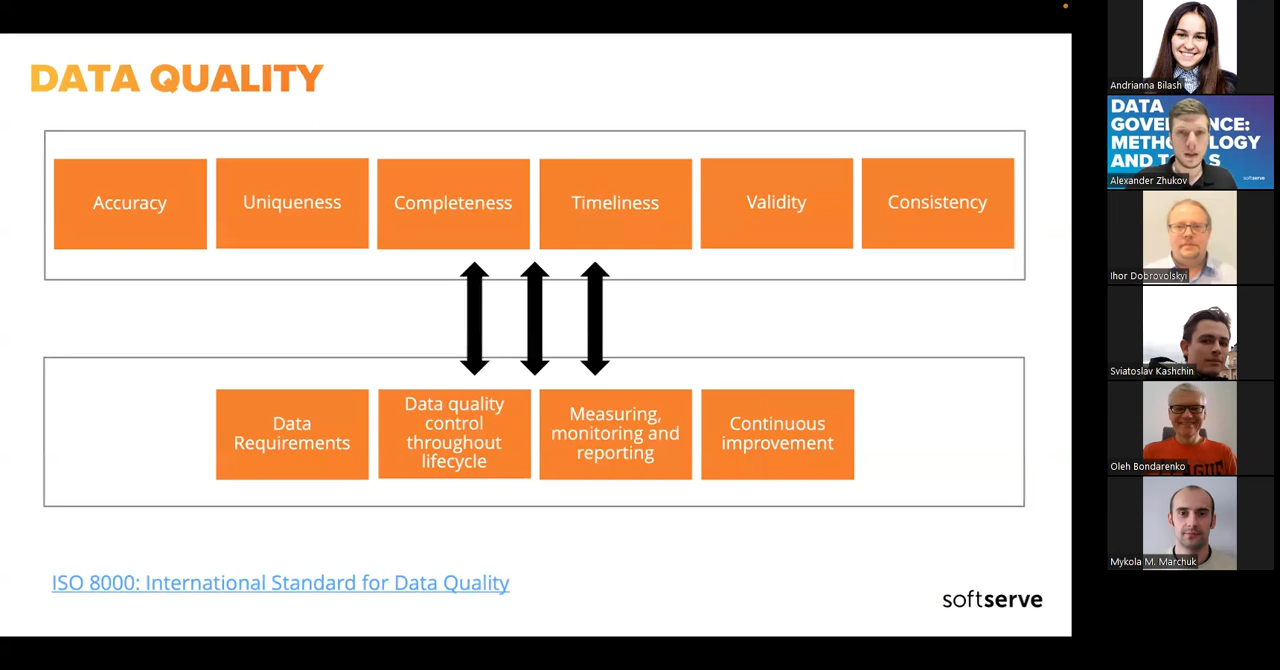 DATA QUALITY
Accuracy
Uniqueness
Completeness
Timeliness
Validity
Consistency
Data
Requirements
Data quality
control
throughout
lifecycle
Measuring,
monitoring and
reporting
Continuous
improvement
ISO 8000: International Standard for Data Quality
softserve
Andrianna Bilash
DATA
GOVE NCE:
METH LOGY
AND T LS
softserve
Alexander Zhukov
Ihor Dobrovolskyi
Sviatoslav Kashchin
Oleh Bondarenko
Mykola M. Marchuk